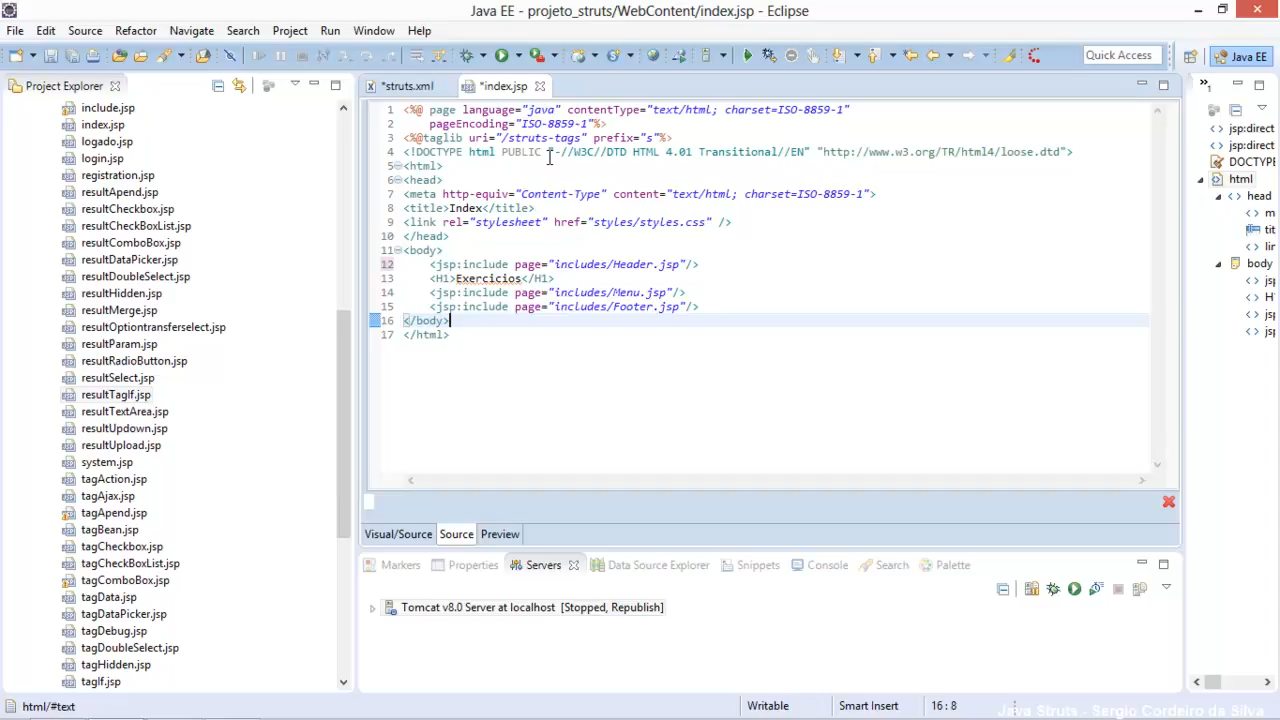 Java EE - projeto_struts/WebContent/index.jsp - Eclipse
File Edit Source Refactor Navigate Search Project Run Window Help
Quick Access
Java EE
Project Explorer
include.jsp
index.jsp
logado.jsp
login.jsp
registration.jsp
resultApend.jsp
resultCheckbox.jsp
resultCheckBoxList.jsp
resultComboBox.jsp
resultDataPicker.jsp
resultDoubleSelect.jsp
resultHidden.jsp
resultMerge.jsp
resultOptiontransferselect.jsp
resultParam.jsp
resultRadioButton.jsp
resultSelect.jsp
resultTagIf.jsp
resultTextArea.jsp
resultUpdown.jsp
resultUpload.jsp
system.jsp
tagAction.jsp
tagAjax.jsp
tagApend.jsp
tagBean.jsp
tagCheckbox.jsp
tagCheckBoxList.jsp
tagComboBox.jsp
tagData.jsp
tagDataPicker.jsp
tagDebug.jsp
tagDoubleSelect.jsp
tagHidden.jsp
tagIf.jsp
*struts.xml
*index.jsp
1 <%@ page language="java" contentType="text/html; charset=ISO-8859-1"
2 pageEncoding="ISO-8859-1"%>
3 <%@taglib uri="/struts-tags" prefix="s"%>
4 <!DOCTYPE html PUBLIC "-//W3C//DTD HTML 4.01 Transitional//EN" "http://www.w3.org/TR/html4/loose.dtd">
5 <html>
6 <head>
7 <meta http-equiv="Content-Type" content="text/html; charset=ISO-8859-1">
8 <title>Index</title>
9 <link rel="stylesheet" href="styles/styles.css" />
10 </head>
11 <body>
12 <jsp:include page="includes/Header.jsp"/>
13 <H1>Exercicios</H1>
14 <jsp:include page="includes/Menu.jsp"/>
15 <jsp:include page="includes/Footer.jsp"/>
16 </body>
17 </html>
Visual/Source Source Preview
Markers Properties Servers Data Source Explorer Snippets Console Search Palette
Tomcat v8.0 Server at localhost [Stopped, Republish]
jsp:direct
jsp:direct
DOCTYPE
html
head
m
tit
lir
body
jsp
H
jsp
jsp
html/#text
Writable
Smart Insert
16 : 8
Java Struts - Sergio Cordeiro da Silva